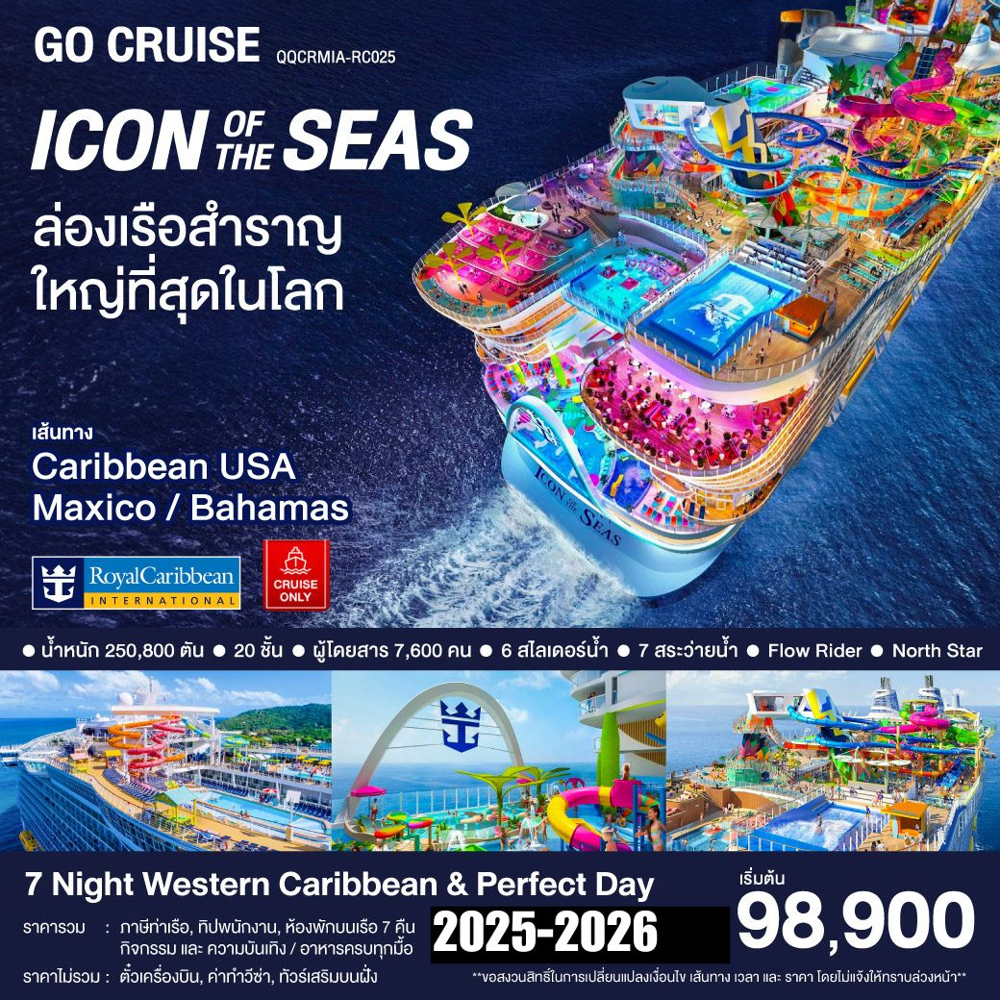 GO CRUISE QQCRMIA-RC025
ICON OF THE SEAS
ล่องเรือสำราญ
ใหญ่ที่สุดในโลก
เส้นทาง
Caribbean USA
Maxico / Bahamas
RoyalCaribbean
INTERNATIONAL
CRUISE
ONLY
ICON OF THE SEAS
● น้ำหนัก 250,800 ตัน ● 20 ชั้น ● ผู้โดยสาร 7,600 คน ● 6 สไลเดอร์น้ำ ● 7 สระว่ายน้ำ ● Flow Rider ● North Star
7 Night Western Caribbean & Perfect Day
ราคารวม : ภาษีท่าเรือ, ทิปพนักงาน, ห้องพักบนเรือ 7 คืน
กิจกรรม และ ความบันเทิง / อาหารครบทุกมื้อ
ราคาไม่รวม : ตั๋วเครื่องบิน, ค่าทำวีซ่า, ทัวร์เสริมบนฝั่ง
2025-2026
เริ่มต้น
98,900
**ขอสงวนสิทธิ์ในการเปลี่ยนแปลงเงื่อนไข เส้นทาง เวลา และ ราคา โดยไม่แจ้งให้ทราบล่วงหน้า**